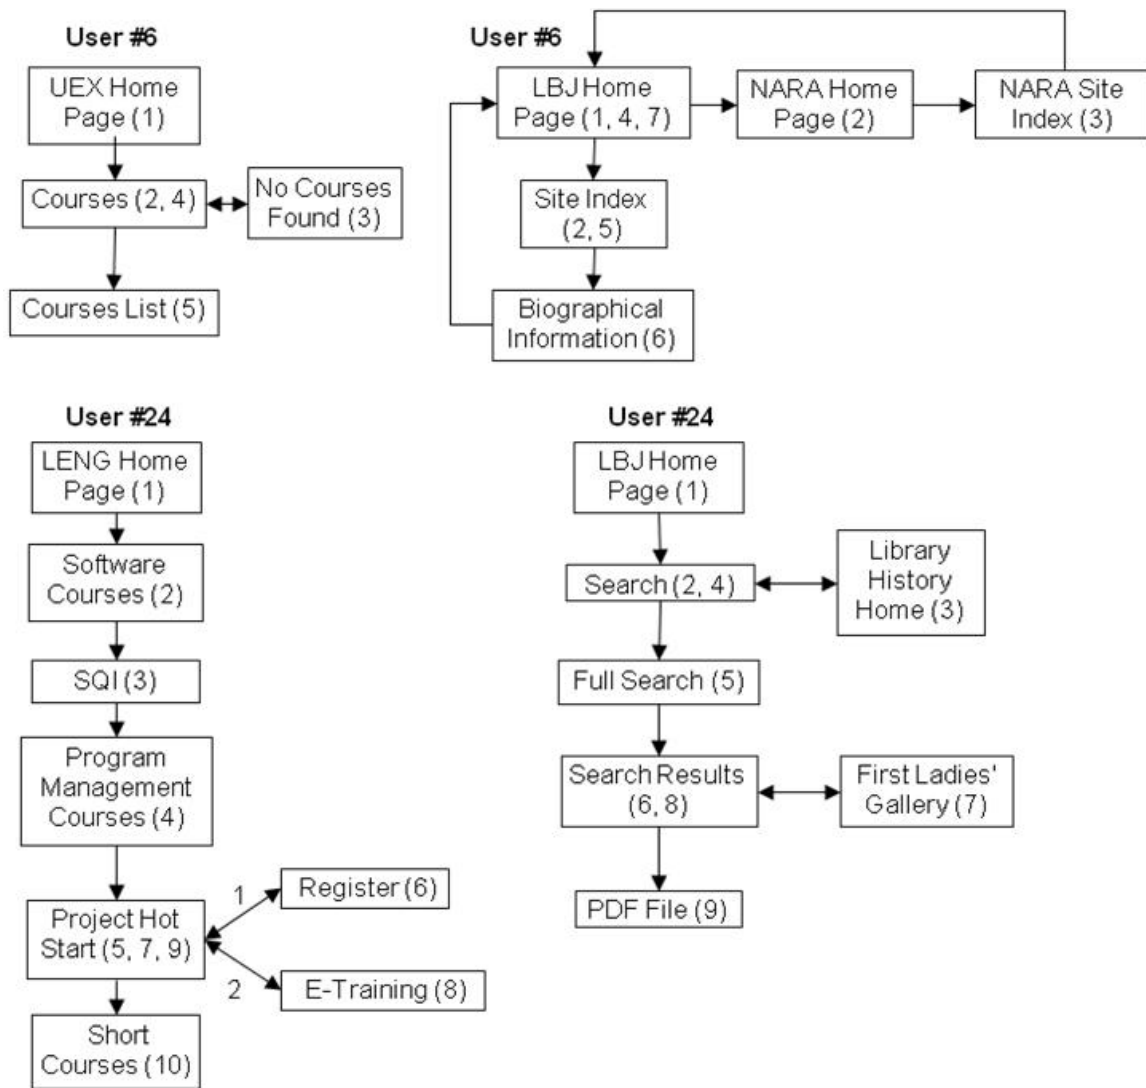 User #6
UEX Home
Page (1)
Courses (2, 4)
No Courses
Found (3)
Courses List (5)
User #6
LBJ Home
Page (1, 4, 7)
NARA Home
Page (2)
NARA Site
Index (3)
Site Index
(2, 5)
Biographical
Information (6)
User #24
LENG Home
Page (1)
Software
Courses (2)
SQI (3)
Program
Management
Courses (4)
Project Hot
Start (5, 7, 9)
1
Register (6)
2
E-Training (8)
Short
Courses (10)
User #24
LBJ Home
Page (1)
Search (2, 4)
Library
History
Home (3)
Full Search (5)
Search Results
(6, 8)
First Ladies'
Gallery (7)
PDF File (9)